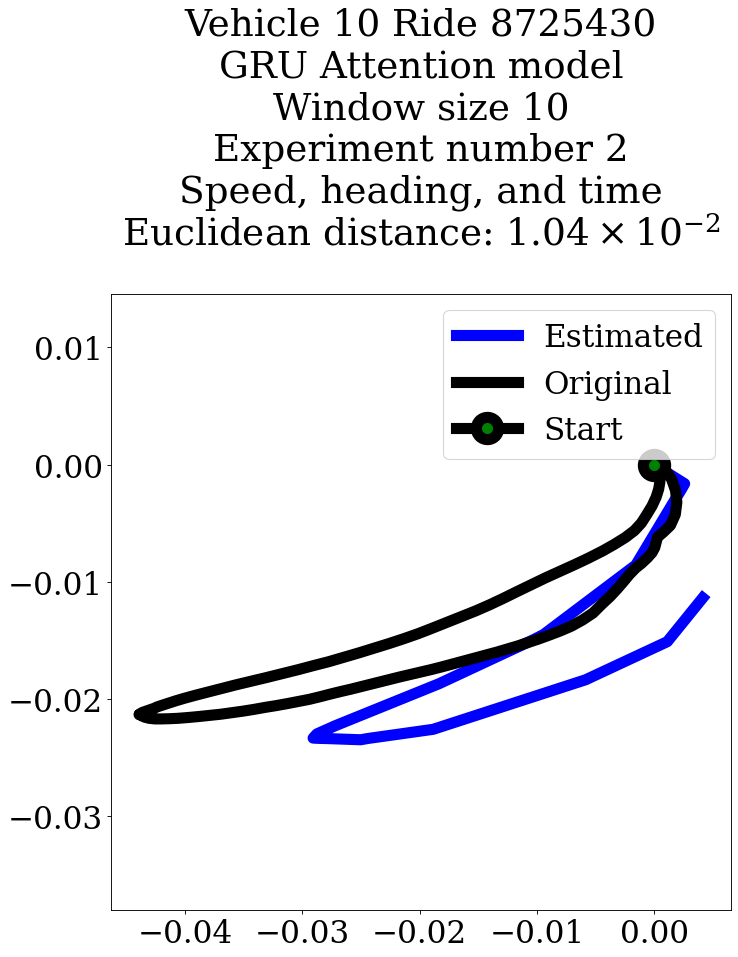 Vehicle 10 Ride 8725430
GRU Attention model
Window size 10
Experiment number 2
Speed, heading, and time
Euclidean distance: 1.04 × 10⁻²
Estimated
Original
Start
0.01
0.00
−0.01
−0.02
−0.03
−0.04 −0.03 −0.02 −0.01 0.00